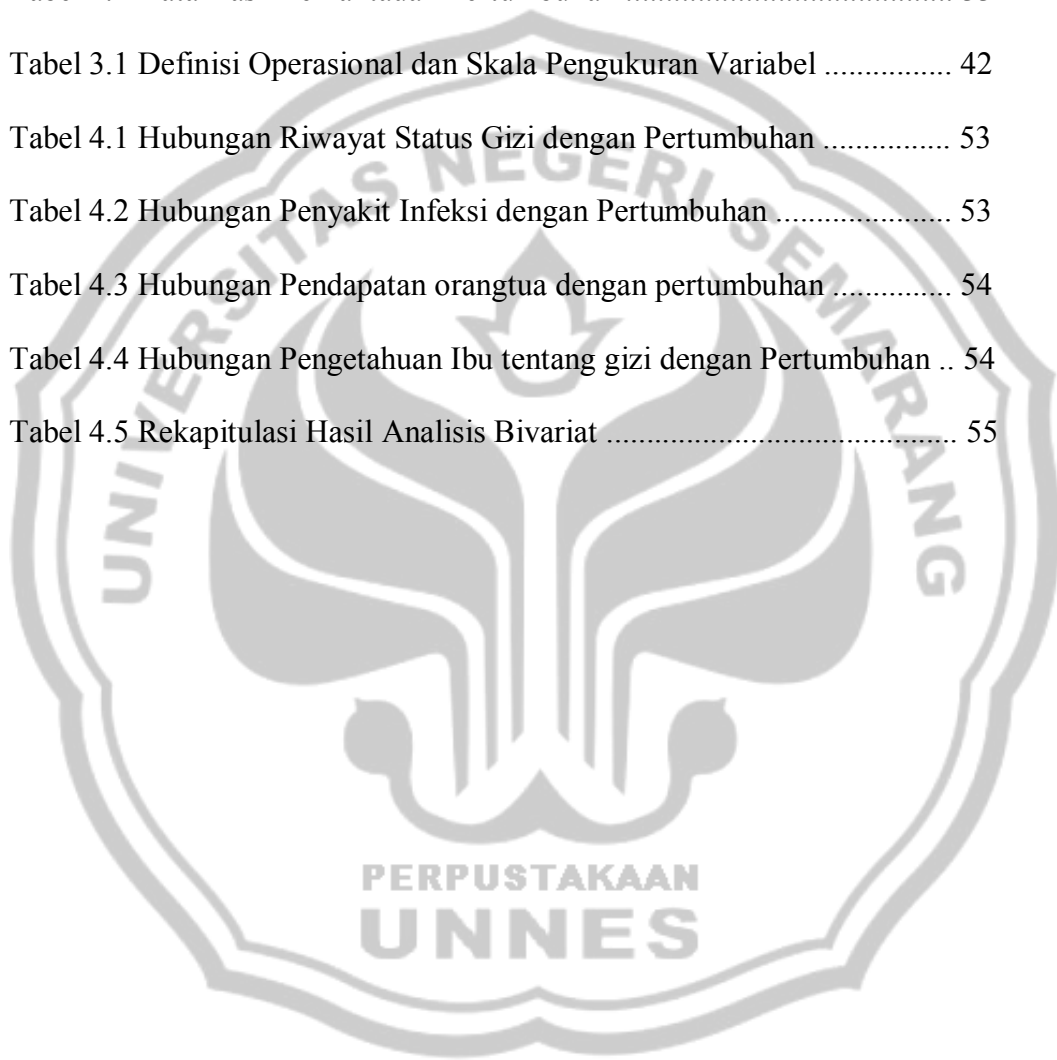 Tabel 3.1 Definisi Operasional dan Skala Pengukuran Variabel ................ 42
Tabel 4.1 Hubungan Riwayat Status Gizi dengan Pertumbuhan ................ 53
Tabel 4.2 Hubungan Penyakit Infeksi dengan Pertumbuhan ...................... 53
Tabel 4.3 Hubungan Pendapatan orangtua dengan pertumbuhan ............... 54
Tabel 4.4 Hubungan Pengetahuan Ibu tentang gizi dengan Pertumbuhan .. 54
Tabel 4.5 Rekapitulasi Hasil Analisis Bivariat ............................................ 55
UNIVERSITAS NEGERI SEMARANG
PERPUSTAKAAN
UNNES